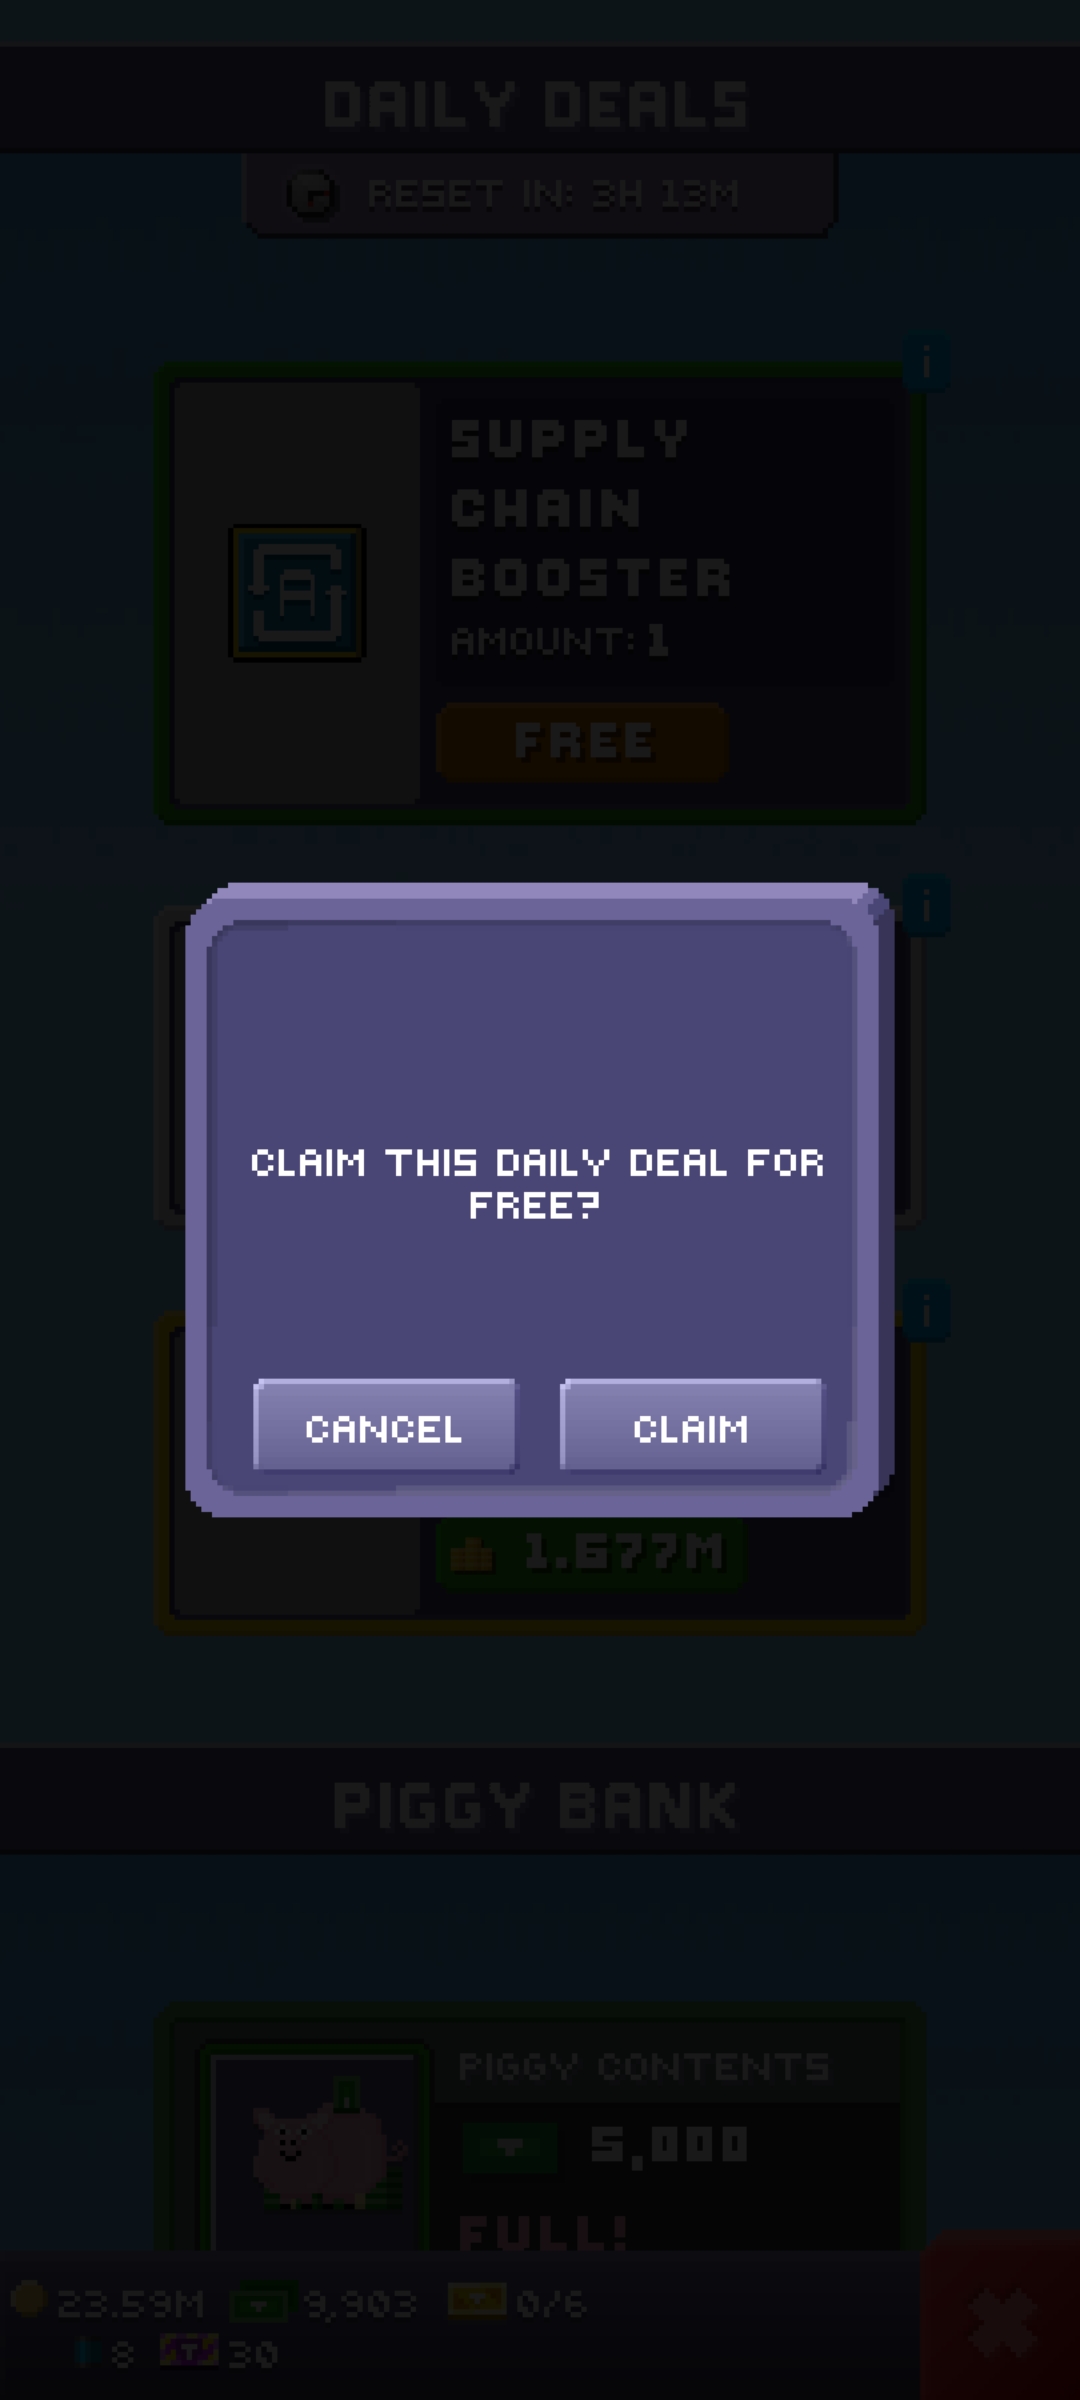 DAILY DEALS
RESET IN: 3H 13M
i
SUPPLY
CHAIN
BOOSTER
AMOUNT: 1
A
FREE
i
CLAIM THIS DAILY DEAL FOR
FREE?
i
CANCEL
CLAIM
1.677M
PIGGY BANK
PIGGY CONTENTS
5,000
FULL!
23.59M
9,903
0/6
8
T
30